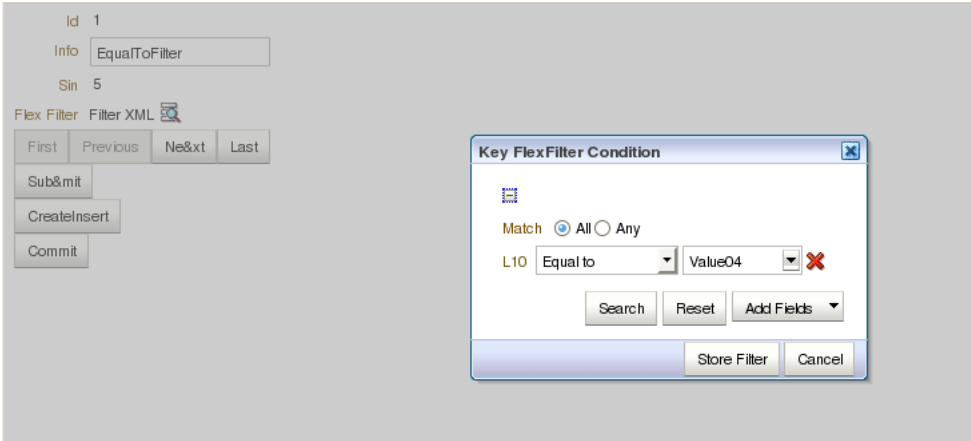 Id 1
Info EqualToFilter
Sin 5
Flex Filter Filter XML
First Previous Ne&xt Last
Sub&mit
CreateInsert
Commit
Key FlexFilter Condition
Match All Any
L10 Equal to Value04
Search Reset Add Fields
Store Filter Cancel